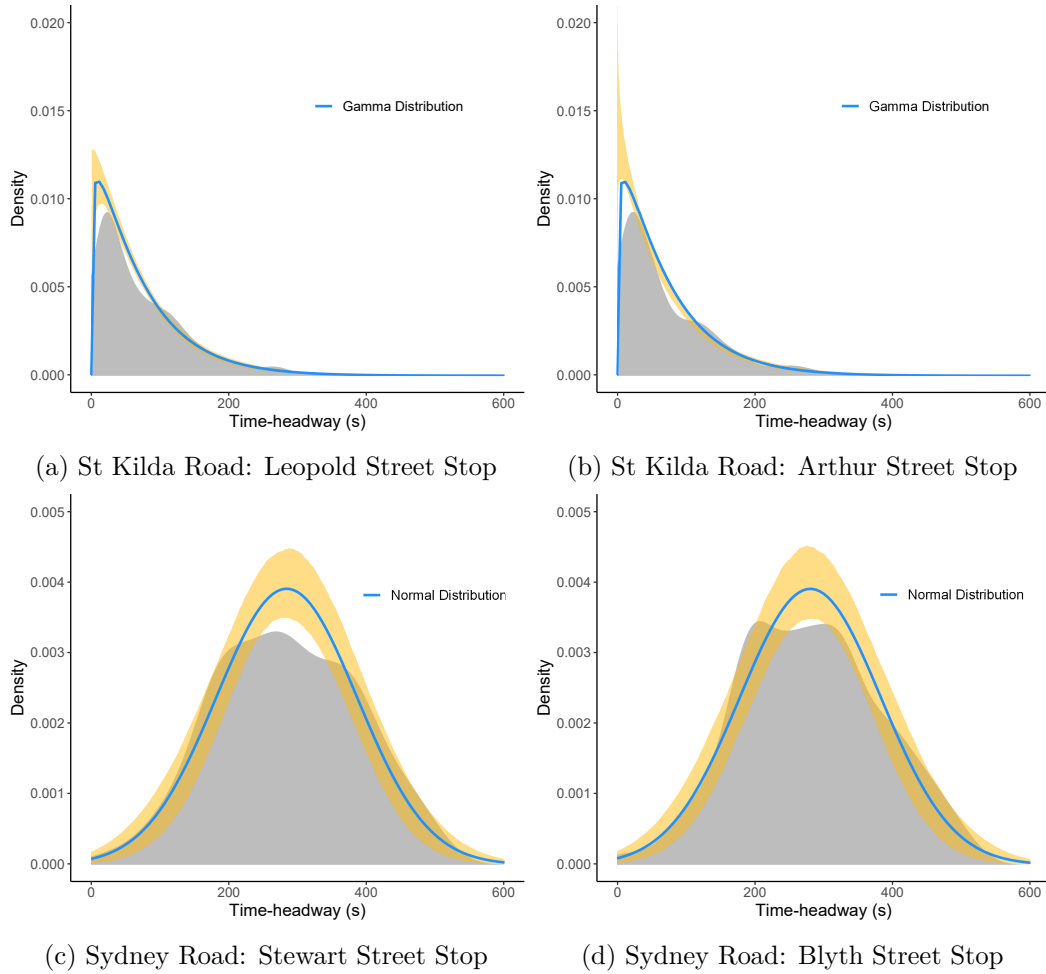 0.020
0.015
0.010
0.005
0.000
Density
Gamma Distribution
0
200
400
600
Time-headway (s)
(a) St Kilda Road: Leopold Street Stop
0.020
0.015
0.010
0.005
0.000
Density
Gamma Distribution
0
200
400
600
Time-headway (s)
(b) St Kilda Road: Arthur Street Stop
0.005
0.004
0.003
0.002
0.001
0.000
Density
Normal Distribution
0
200
400
600
Time-headway (s)
(c) Sydney Road: Stewart Street Stop
0.005
0.004
0.003
0.002
0.001
0.000
Density
Normal Distribution
0
200
400
600
Time-headway (s)
(d) Sydney Road: Blyth Street Stop